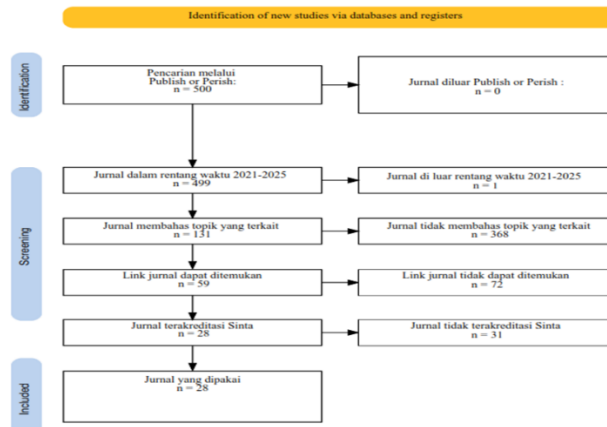 Identification of new studies via databases and registers
Identification
Pencarian melalui
Publish or Perish:
n = 500
Jurnal diluar Publish or Perish :
n = 0
Screening
Jurnal dalam rentang waktu 2021-2025
n = 499
Jurnal di luar rentang waktu 2021-2025
n = 1
Jurnal membahas topik yang terkait
n = 131
Jurnal tidak membahas topik yang terkait
n = 368
Link jurnal dapat ditemukan
n = 59
Link jurnal tidak dapat ditemukan
n = 72
Jurnal terakreditasi Sinta
n = 28
Jurnal tidak terakreditasi Sinta
n = 31
Included
Jurnal yang dipakai
n = 28